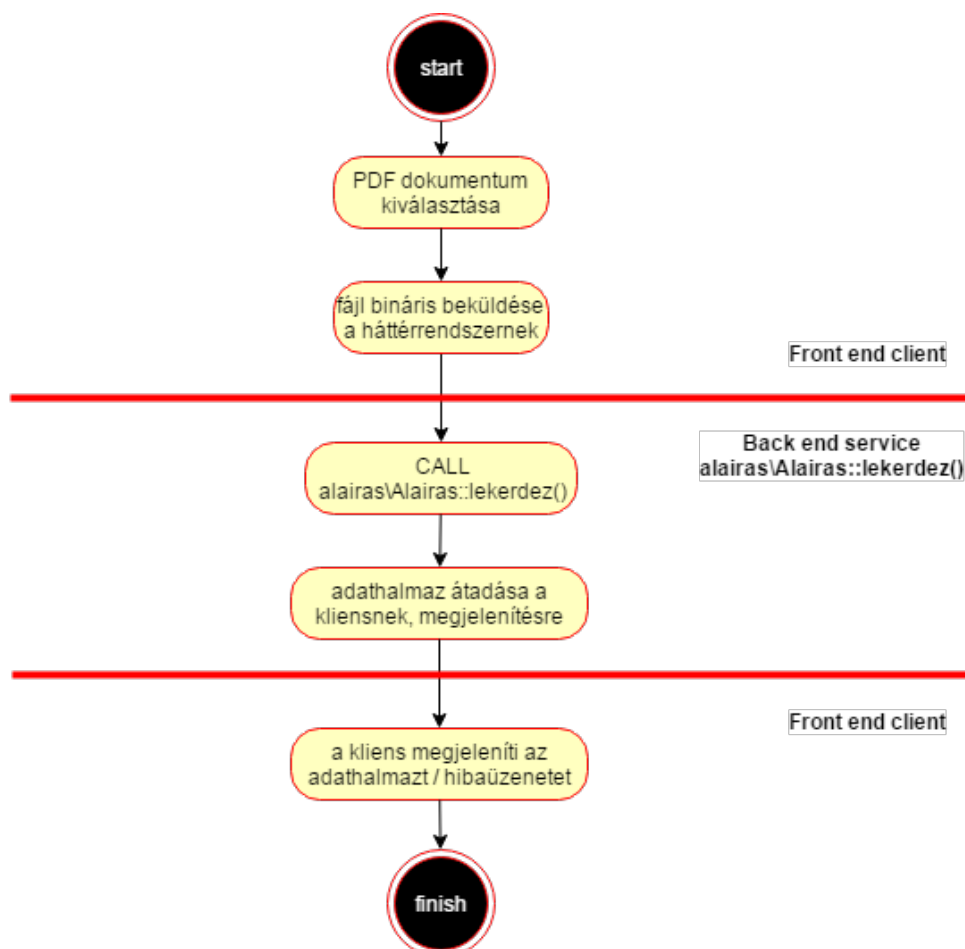 start
PDF dokumentum
kiválasztása
fájl bináris beküldése
a háttérrendszernek
Front end client
Back end service
alairas\Alairas::lekerdez()
CALL
alairas\Alairas::lekerdez()
adathalmaz átadása a
kliensnek, megjelenítésre
Front end client
a kliens megjeleníti az
adathalmazt / hibaüzenetet
finish